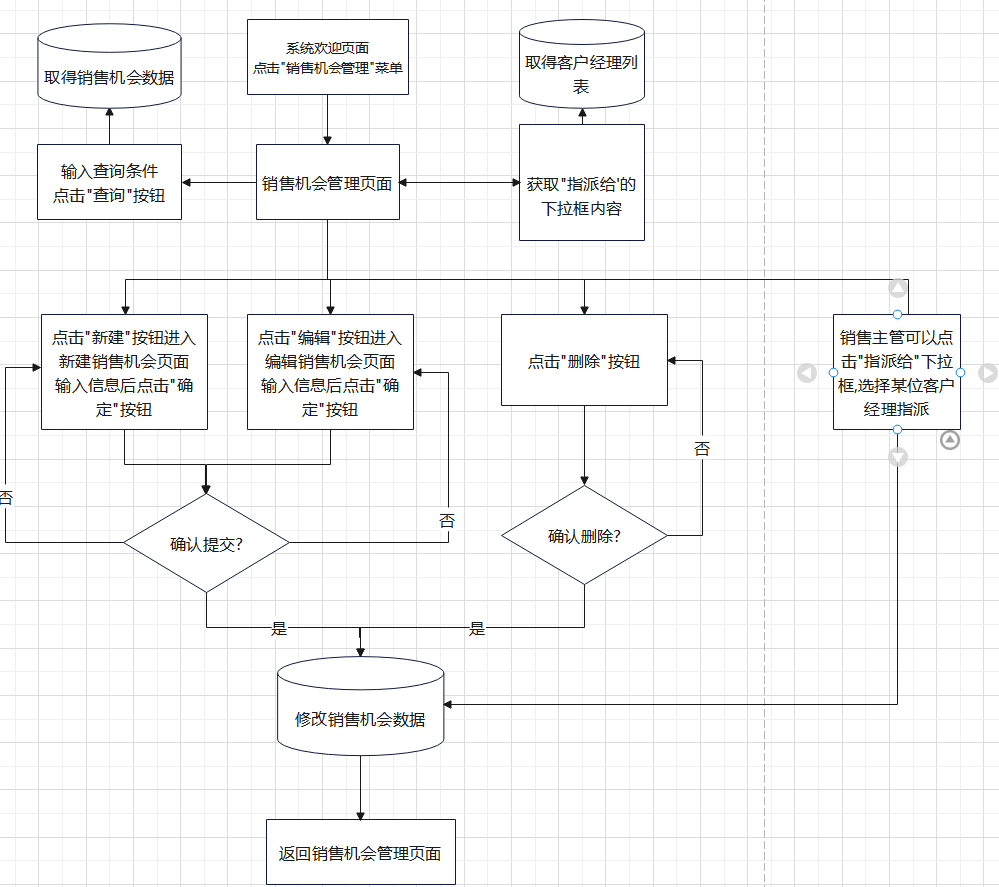 取得销售机会数据
系统欢迎页面
点击"销售机会管理"菜单
取得客户经理列
表
输入查询条件
点击"查询"按钮
销售机会管理页面
获取"指派给'的
下拉框内容
点击"新建"按钮进入
新建销售机会页面
输入信息后点击"确
定"按钮
点击"编辑"按钮进入
编辑销售机会页面
输入信息后点击"确
定"按钮
点击"删除"按钮
销售主管可以点
击"指派给"下拉
框,选择某位客户
经理指派
否
否
否
确认提交?
确认删除?
是
是
修改销售机会数据
返回销售机会管理页面